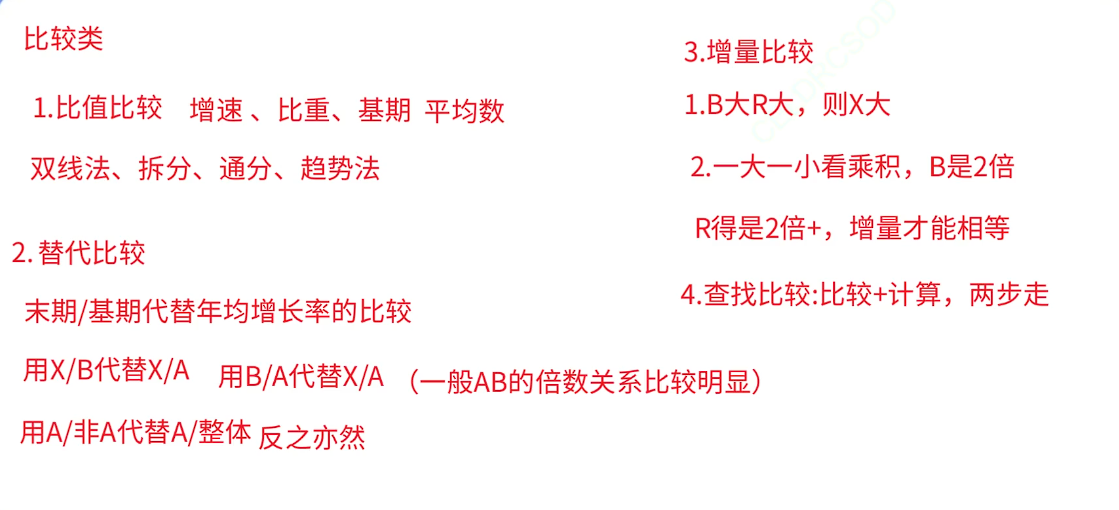 比较类
1.比值比较 增速 、比重、基期 平均数
双线法、拆分、通分、趋势法
2.替代比较
末期/基期代替年均增长率的比较
用X/B代替X/A 用B/A代替X/A （一般AB的倍数关系比较明显）
用A/非A代替A/整体 反之亦然
3.增量比较
1.B大R大，则X大
2.一大一小看乘积，B是2倍
R得是2倍+，增量才能相等
4.查找比较:比较+计算，两步走